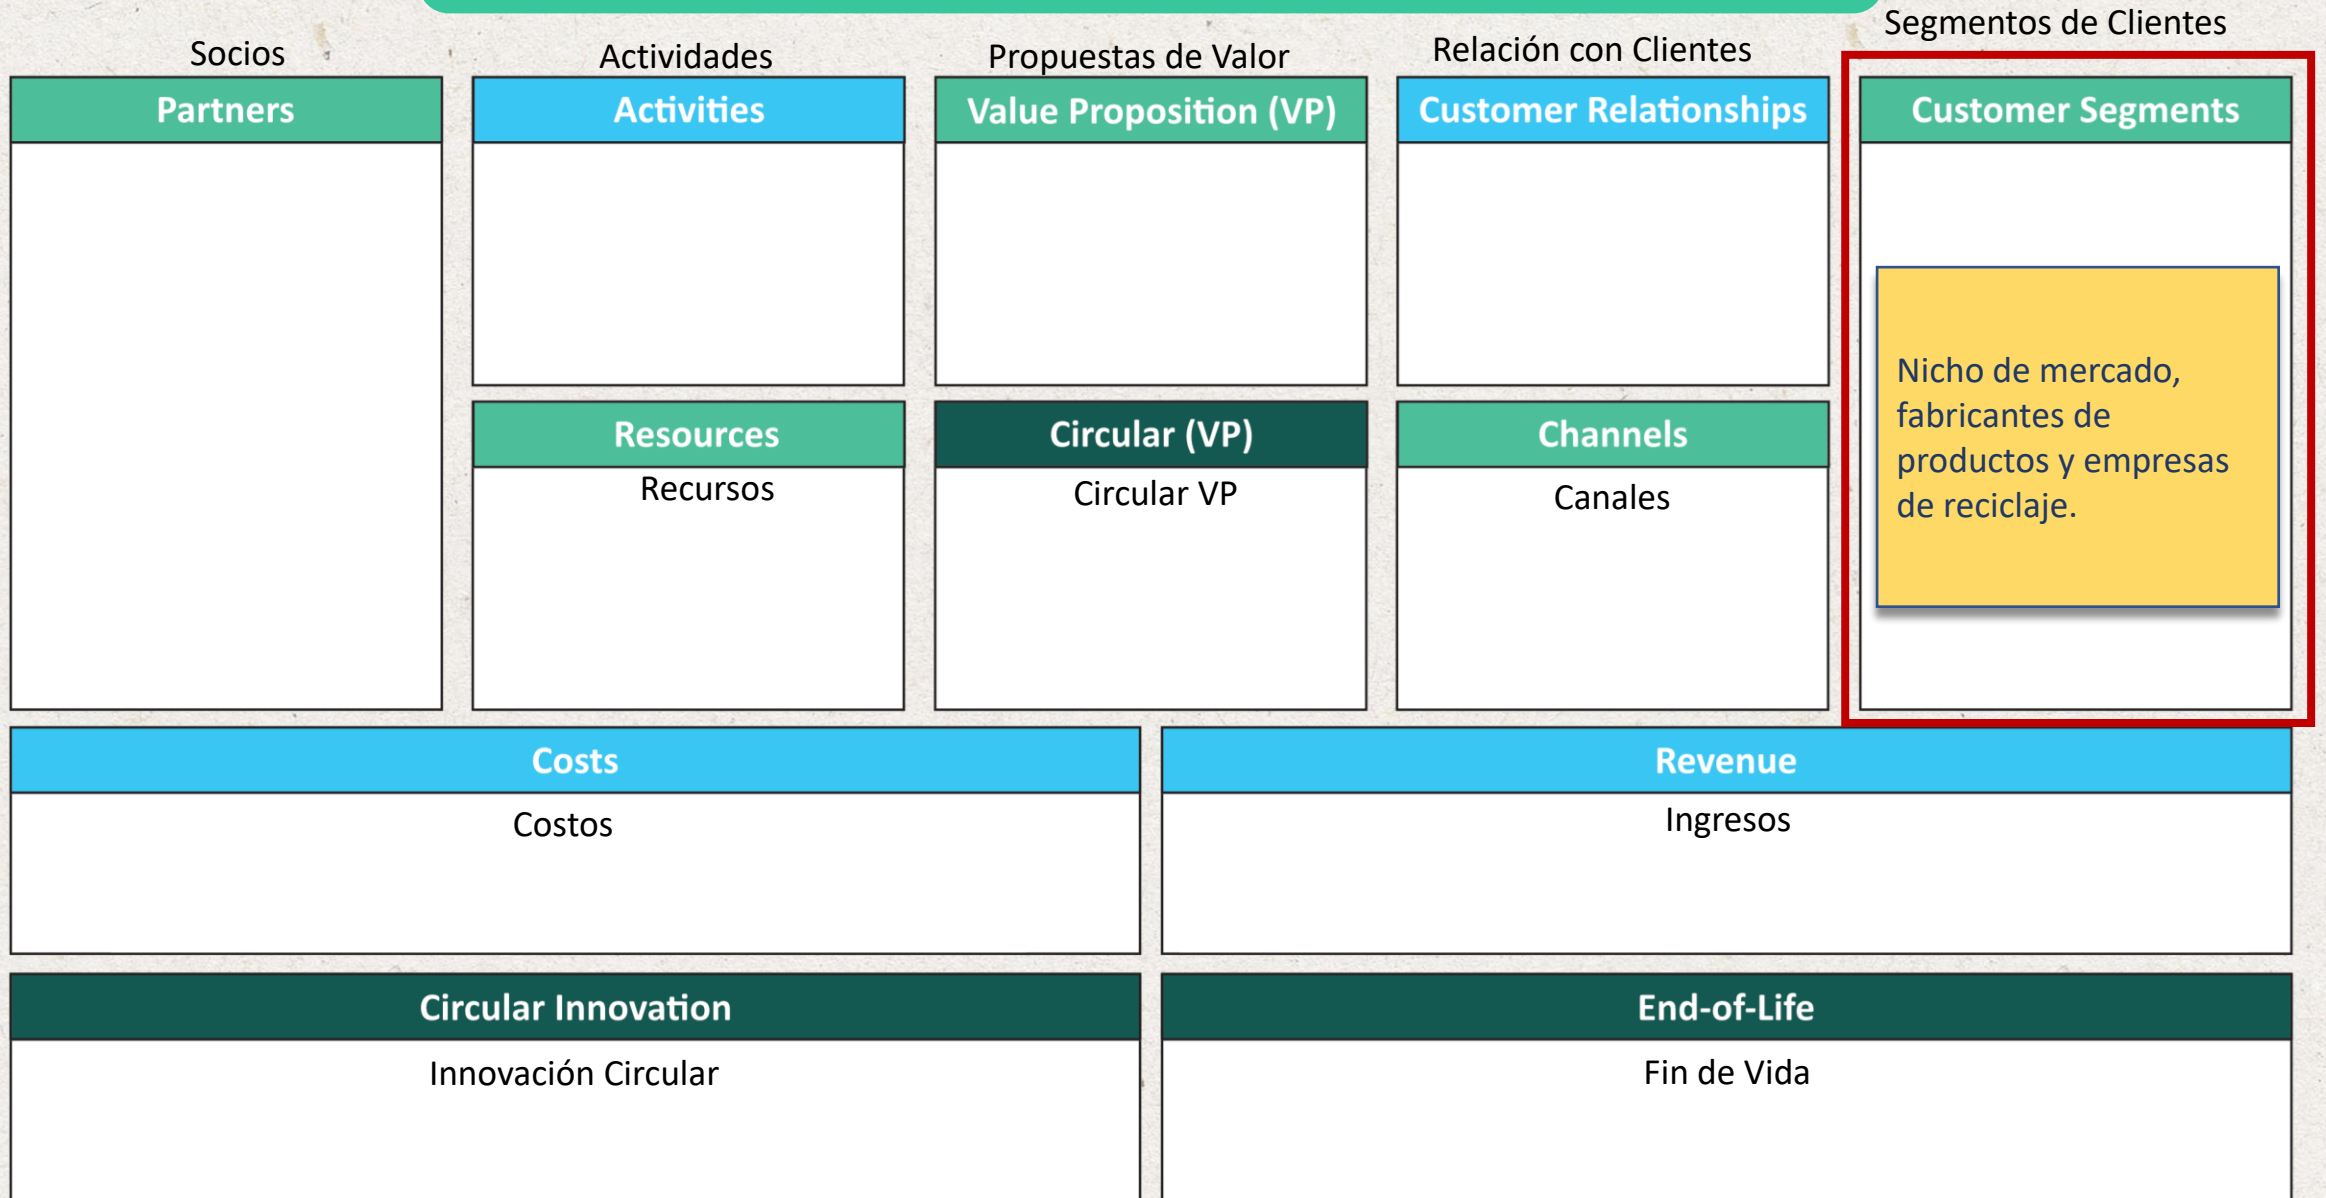 Socios
Actividades
Propuestas de Valor
Relación con Clientes
Segmentos de Clientes
Partners
Activities
Value Proposition (VP)
Customer Relationships
Customer Segments
Nicho de mercado,
fabricantes de
productos y empresas
de reciclaje.
Resources
Recursos
Circular (VP)
Circular VP
Channels
Canales
Costs
Costos
Revenue
Ingresos
Circular Innovation
Innovación Circular
End-of-Life
Fin de Vida